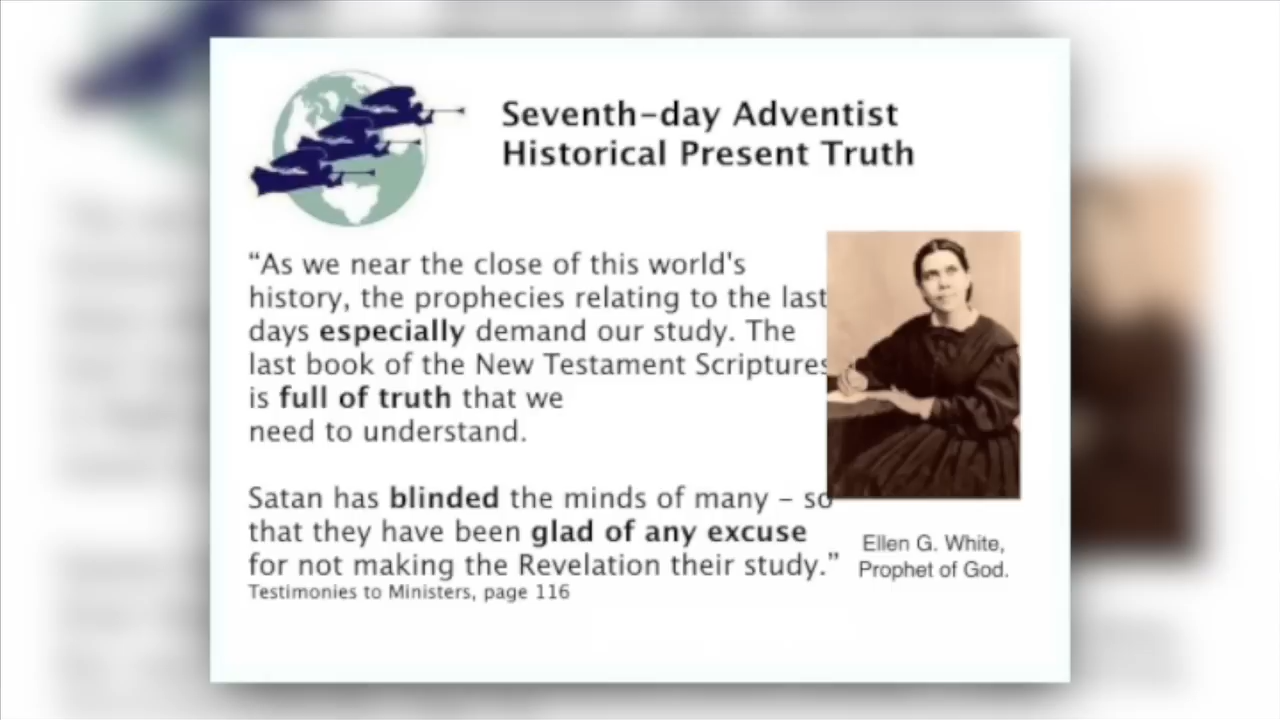 Seventh-day Adventist
Historical Present Truth
“As we near the close of this world's
history, the prophecies relating to the last
days especially demand our study. The
last book of the New Testament Scriptures
is full of truth that we
need to understand.
Satan has blinded the minds of many – so
that they have been glad of any excuse
for not making the Revelation their study.”
Testimonies to Ministers, page 116
Ellen G. White,
Prophet of God.